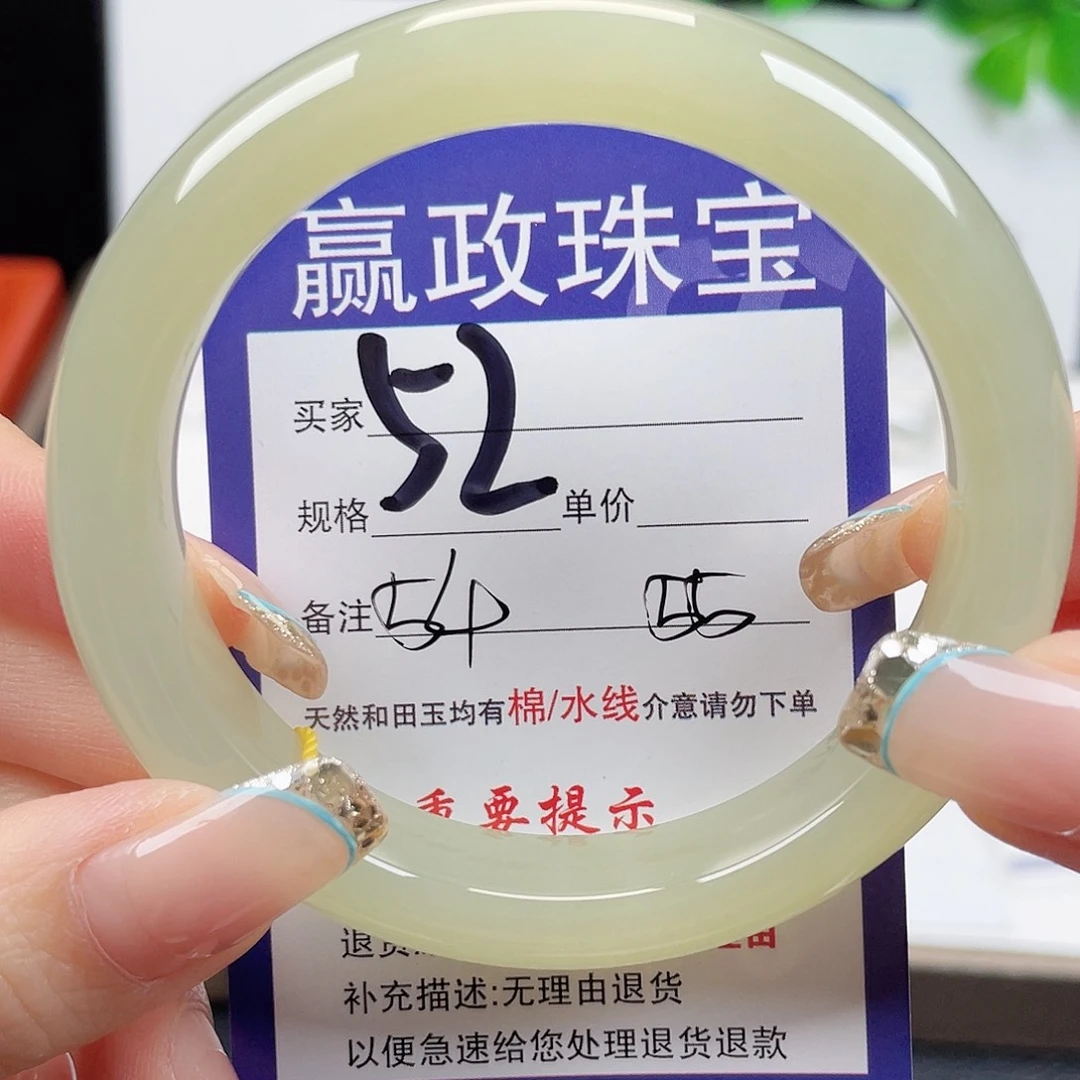 赢政珠宝
买家
52
规格 单价
备注 54 55
天然和田玉均有棉/水线介意请勿下单
重要提示
补充描述:无理由退货
以便急速给您处理退货退款